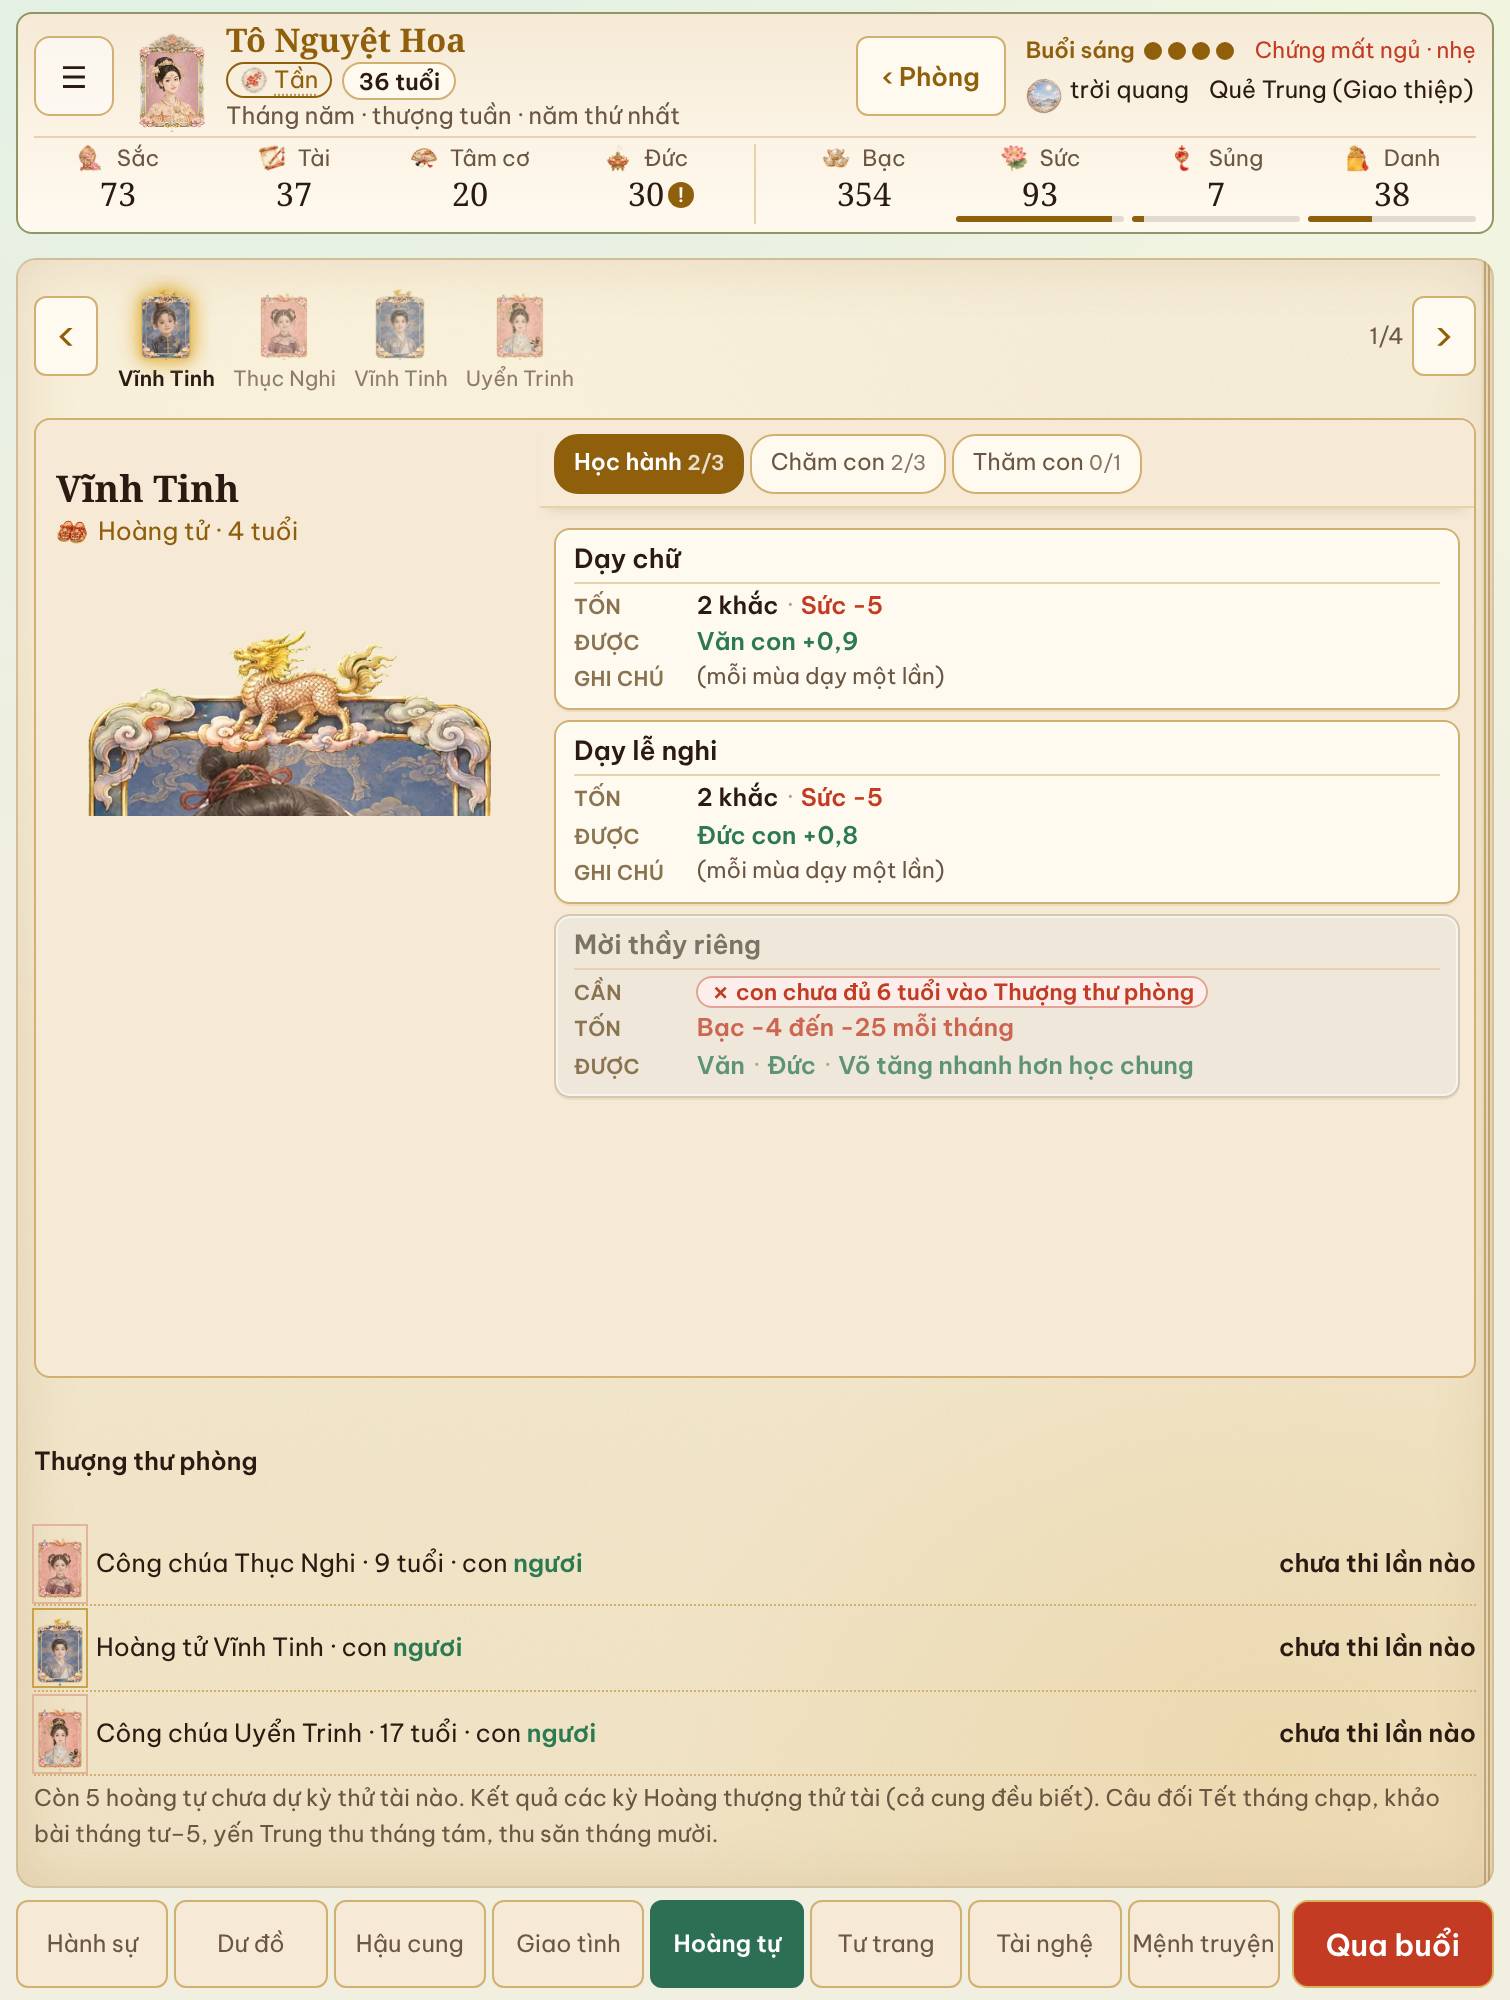 ☰
Tô Nguyệt Hoa
Tần
36 tuổi
Tháng năm · thượng tuần · năm thứ nhất
‹ Phòng
Buổi sáng
Chứng mất ngủ · nhẹ
trời quang
Quẻ Trung (Giao thiệp)
Sắc
73
Tài
37
Tâm cơ
20
Đức
30 !
Bạc
354
Sức
93
Sủng
7
Danh
38
‹
Vĩnh Tinh
Thục Nghi
Vĩnh Tinh
Uyển Trinh
1/4
›
Vĩnh Tinh
Hoàng tử · 4 tuổi
Học hành 2/3
Chăm con 2/3
Thăm con 0/1
Dạy chữ
TỐN 2 khắc · Sức -5
ĐƯỢC Văn con +0,9
GHI CHÚ (mỗi mùa dạy một lần)
Dạy lễ nghi
TỐN 2 khắc · Sức -5
ĐƯỢC Đức con +0,8
GHI CHÚ (mỗi mùa dạy một lần)
Mời thầy riêng
CẦN × con chưa đủ 6 tuổi vào Thượng thư phòng
TỐN Bạc -4 đến -25 mỗi tháng
ĐƯỢC Văn · Đức · Võ tăng nhanh hơn học chung
Thượng thư phòng
Công chúa Thục Nghi · 9 tuổi · con ngươi chưa thi lần nào
Hoàng tử Vĩnh Tinh · con ngươi chưa thi lần nào
Công chúa Uyển Trinh · 17 tuổi · con ngươi chưa thi lần nào
Còn 5 hoàng tự chưa dự kỳ thử tài nào. Kết quả các kỳ Hoàng thượng thử tài (cả cung đều biết). Câu đối Tết tháng chạp, khảo
bài tháng tư–5, yến Trung thu tháng tám, thu săn tháng mười.
Hành sự
Dư đồ
Hậu cung
Giao tình
Hoàng tự
Tư trang
Tài nghệ
Mệnh truyện
Qua buổi